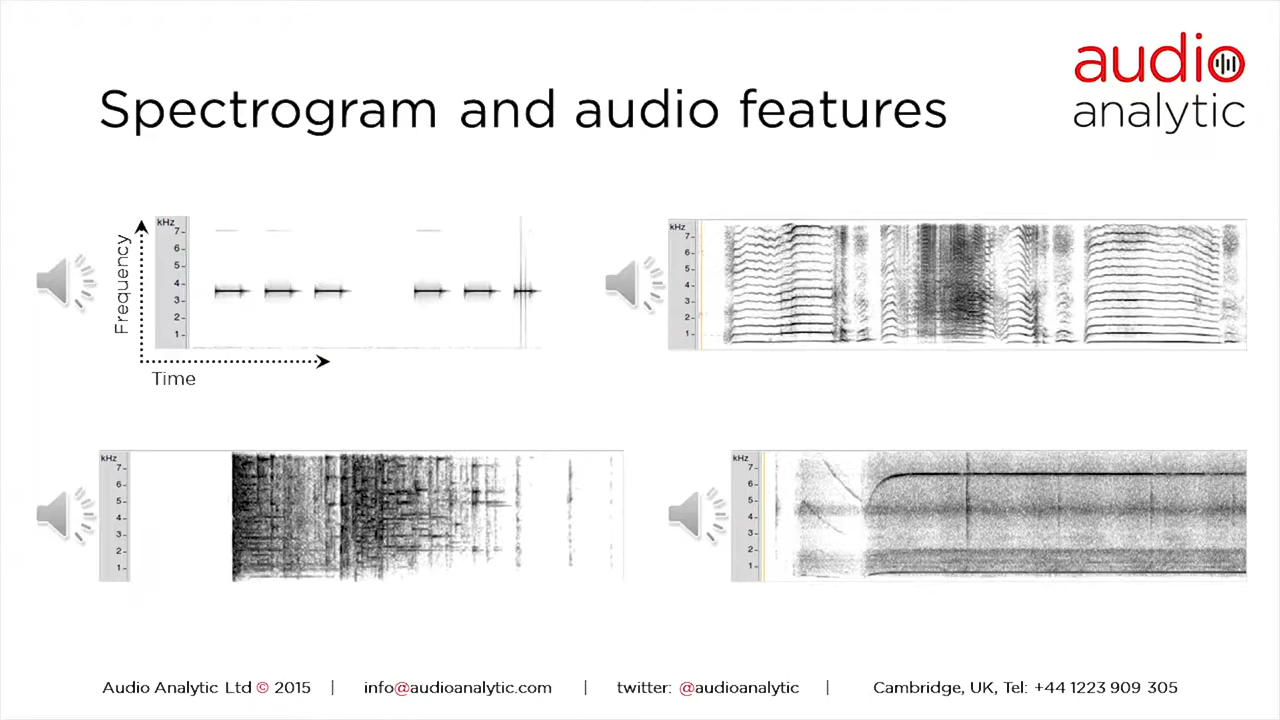 audio
analytic
Spectrogram and audio features
kHz
7
6
5
4
3
2
1
Frequency
Time
kHz
7
6
5
4
3
2
1
kHz
7
6
5
4
3
2
1
kHz
7
6
5
4
3
2
1
Audio Analytic Ltd © 2015 | info@audioanalytic.com | twitter: @audioanalytic | Cambridge, UK, Tel: +44 1223 909 305